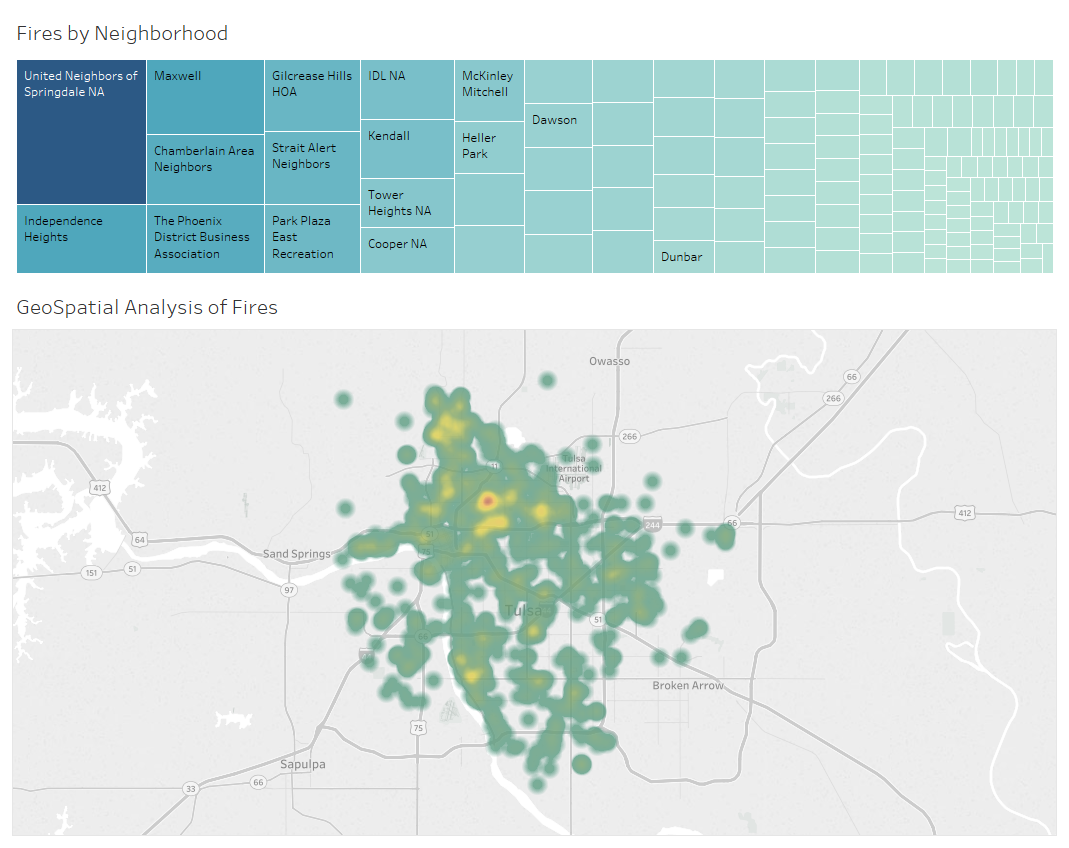 Fires by Neighborhood
United Neighbors of
Springdale NA
Maxwell
Gilcrease Hills
HOA
IDL NA
McKinley
Mitchell
Dawson
Kendall
Heller
Park
Chamberlain Area
Neighbors
Strait Alert
Neighbors
Tower
Heights NA
Independence
Heights
The Phoenix
District Business
Association
Park Plaza
East
Recreation
Cooper NA
Dunbar
GeoSpatial Analysis of Fires
Owasso
66
266
266
Tulsa
International
Airport
412
412
244
66
64
51
75
Sand Springs
151
51
97
Tulsa
51
66
Broken Arrow
75
Sapulpa
66
33